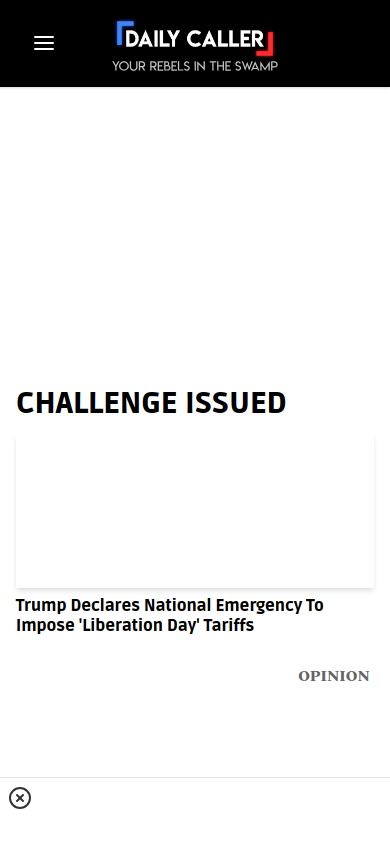 DAILY CALLER
YOUR REBELS IN THE SWAMP
CHALLENGE ISSUED
Trump Declares National Emergency To
Impose 'Liberation Day' Tariffs
OPINION